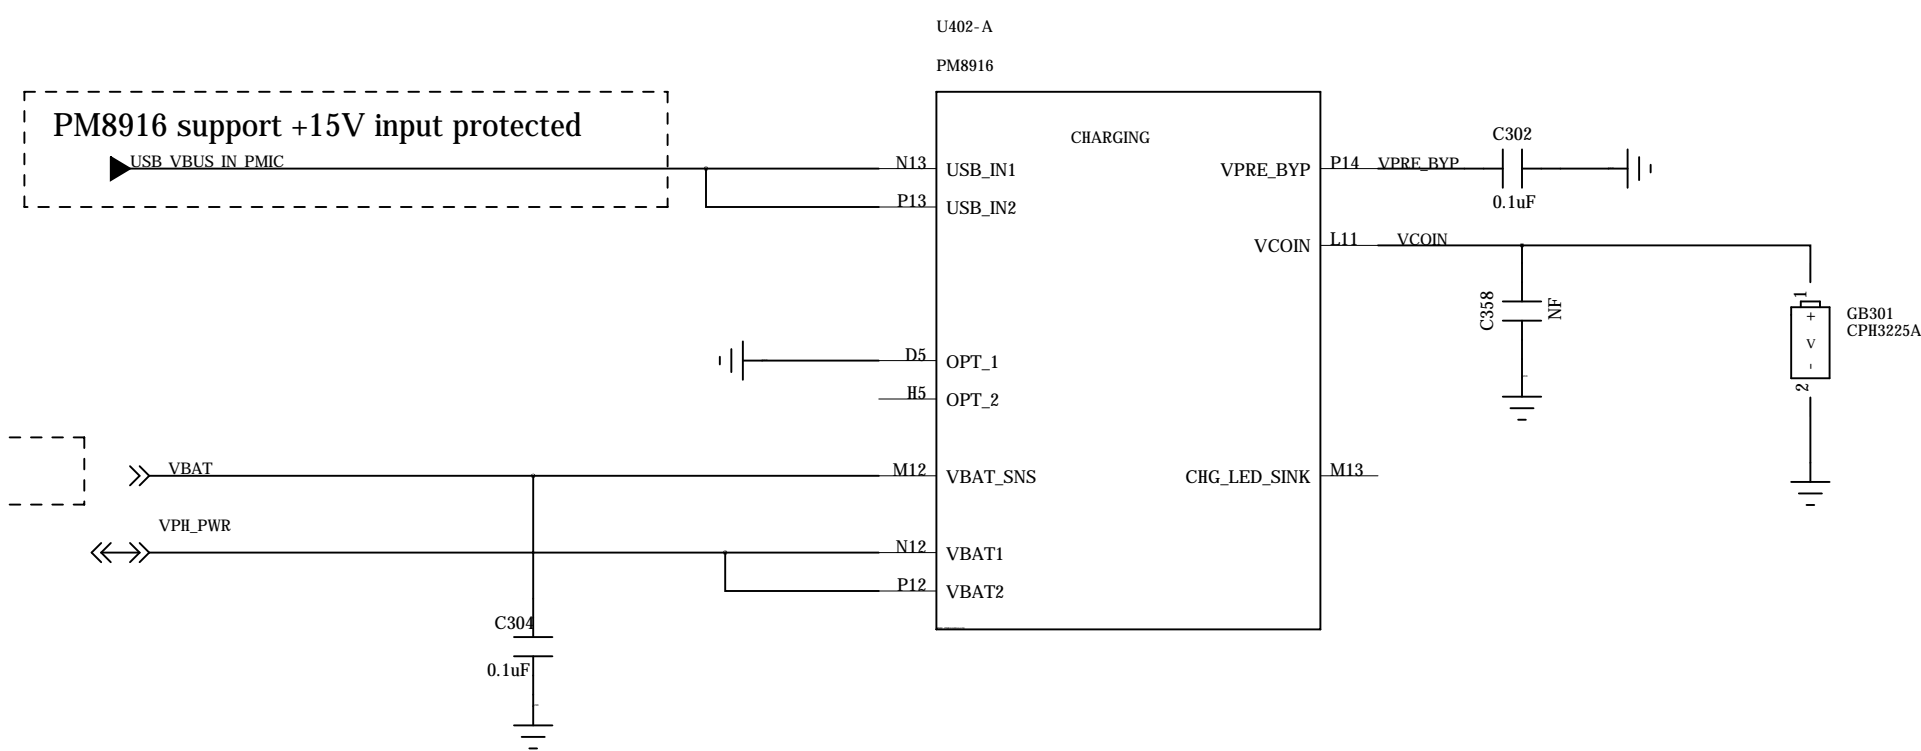 U402-A
PM8916
PM8916 support +15V input protected
USB_VBUS_IN_PMIC
CHARGING
N13
USB_IN1
P13
USB_IN2
VPRE_BYP
P14
VPRE_BYP
C302
0.1uF
VCOIN
L11
VCOIN
C358
NF
1
+
V
-
2
GB301
CPH3225A
D5
OPT_1
H5
OPT_2
VBAT
M12
VBAT_SNS
CHG_LED_SINK
M13
VPH_PWR
N12
VBAT1
P12
VBAT2
C304
0.1uF